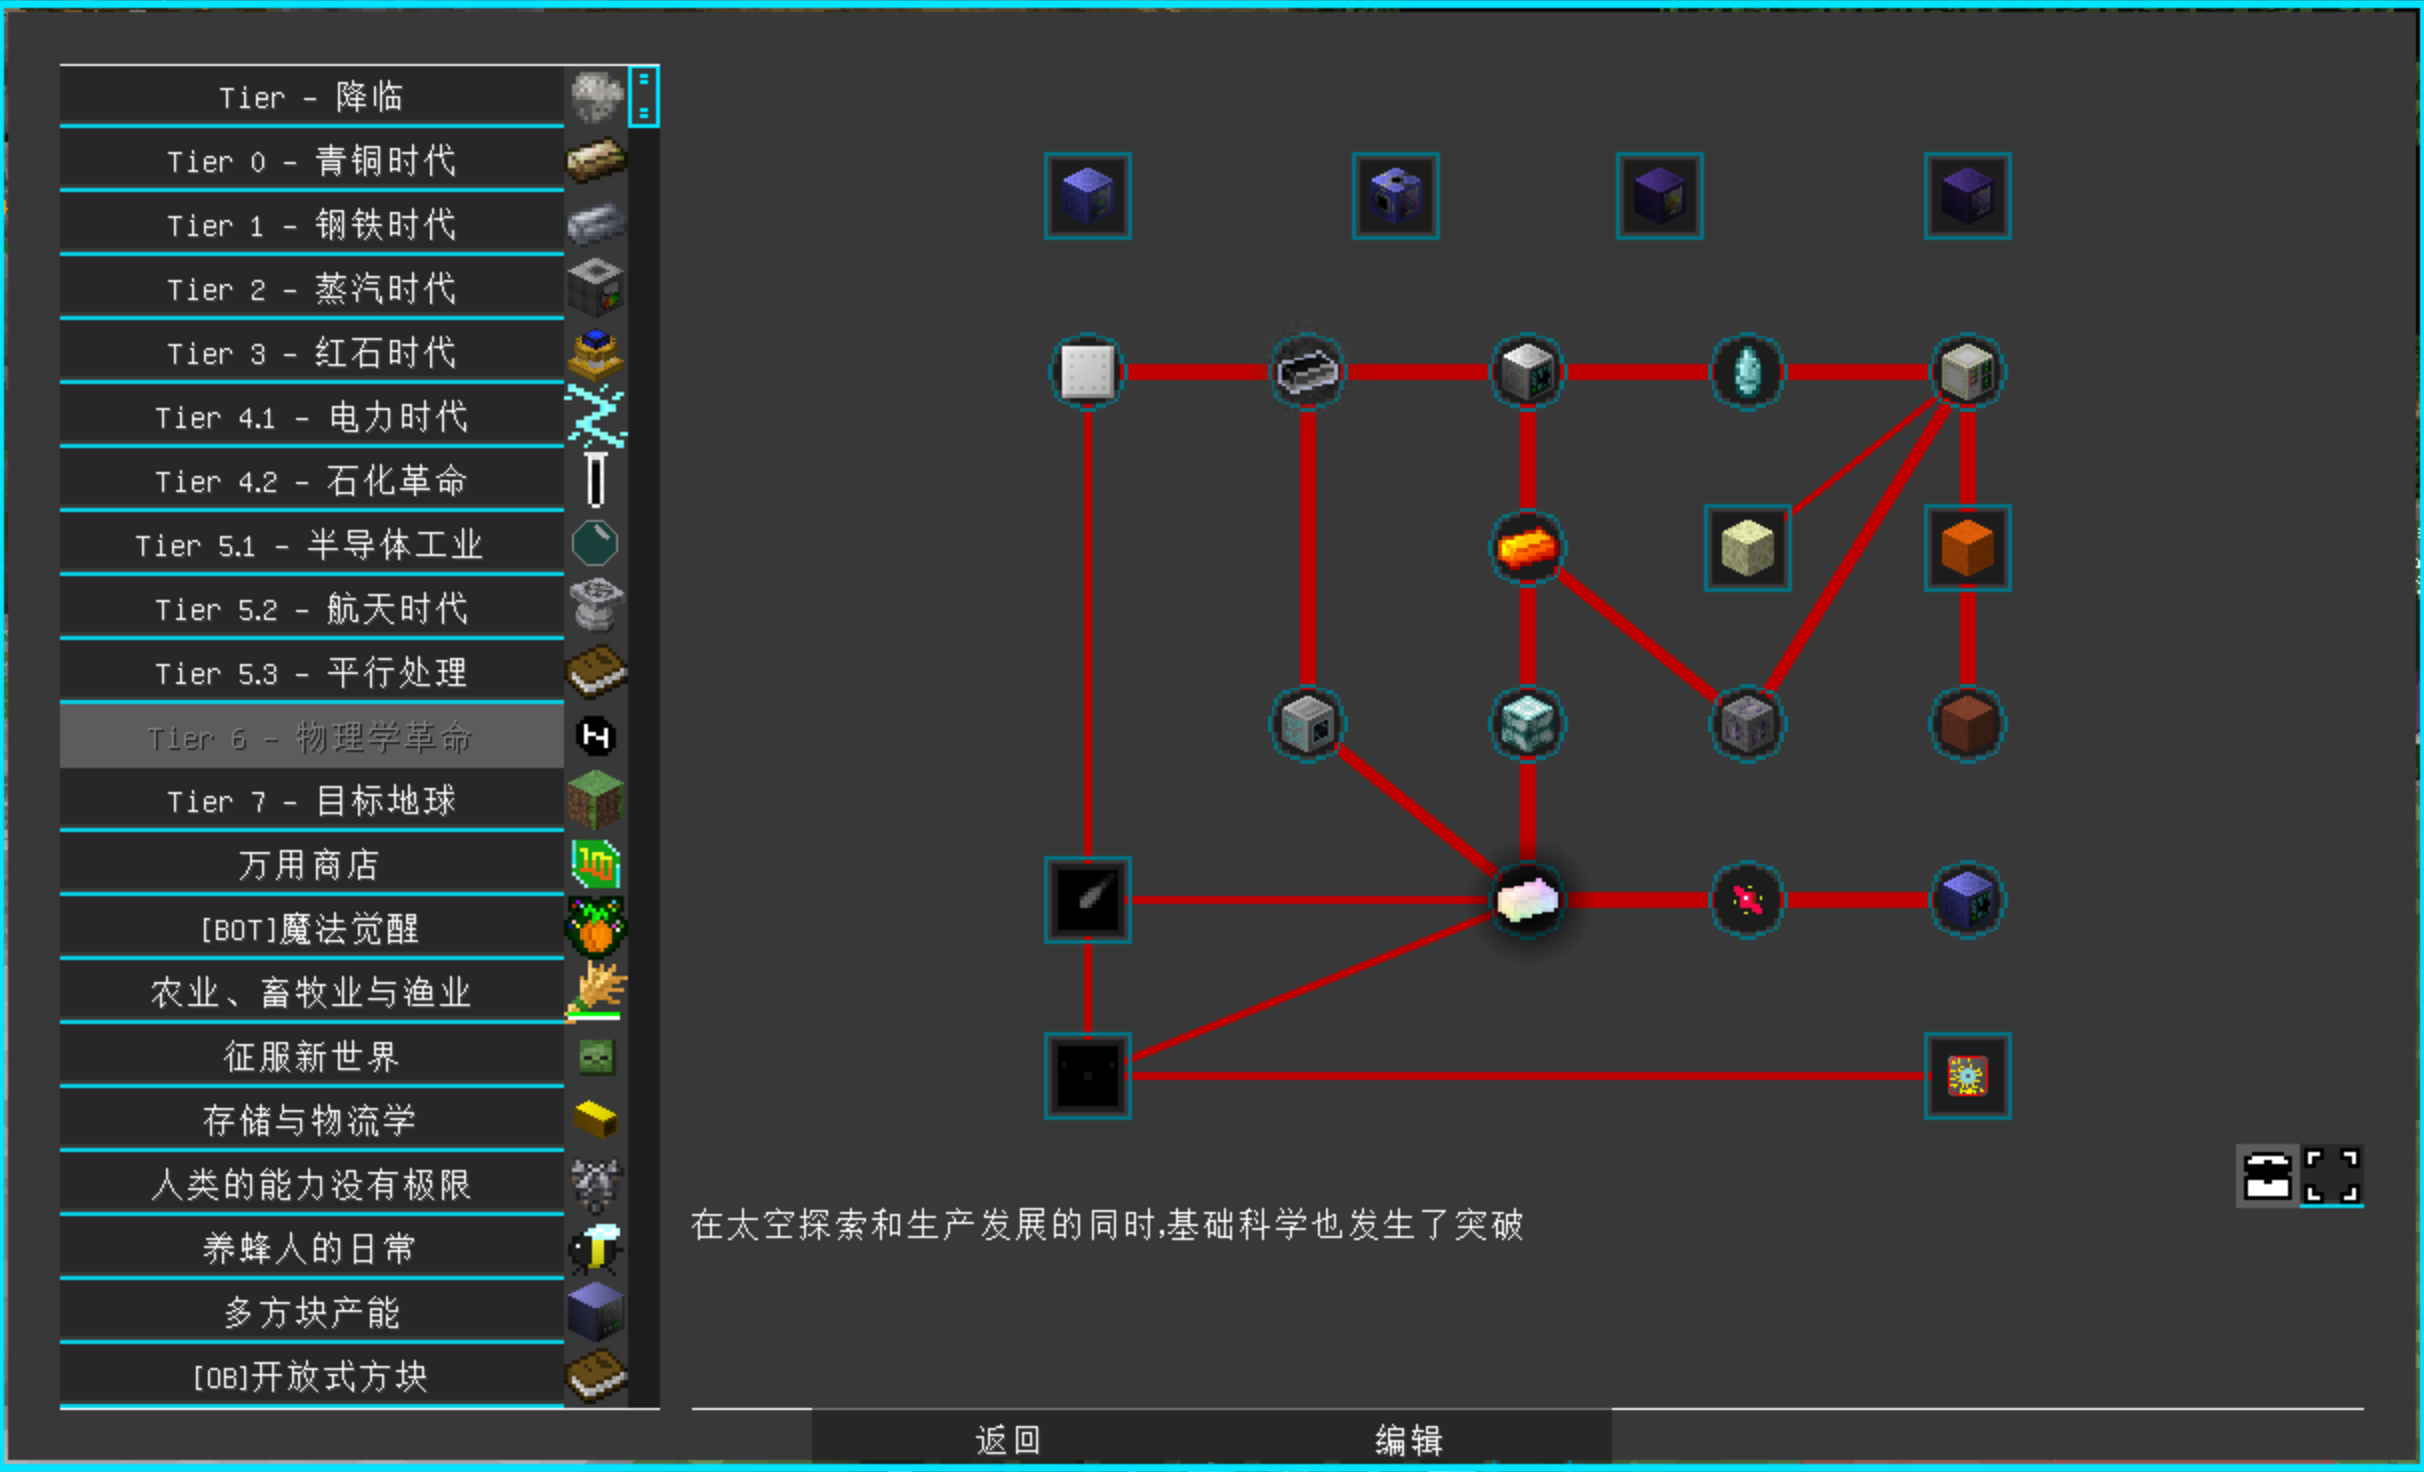 Tier - 降临
Tier 0 - 青铜时代
Tier 1 - 钢铁时代
Tier 2 - 蒸汽时代
Tier 3 - 红石时代
Tier 4.1 - 电力时代
Tier 4.2 - 石化革命
Tier 5.1 - 半导体工业
Tier 5.2 - 航天时代
Tier 5.3 - 平行处理
Tier 6 - 物理学革命
Tier 7 - 目标地球
万用商店
[BOT]魔法觉醒
农业、畜牧业与渔业
征服新世界
存储与物流学
人类的能力没有极限
养蜂人的日常
多方块产能
[OB]开放式方块
在太空探索和生产发展的同时,基础科学也发生了突破
返回
编辑